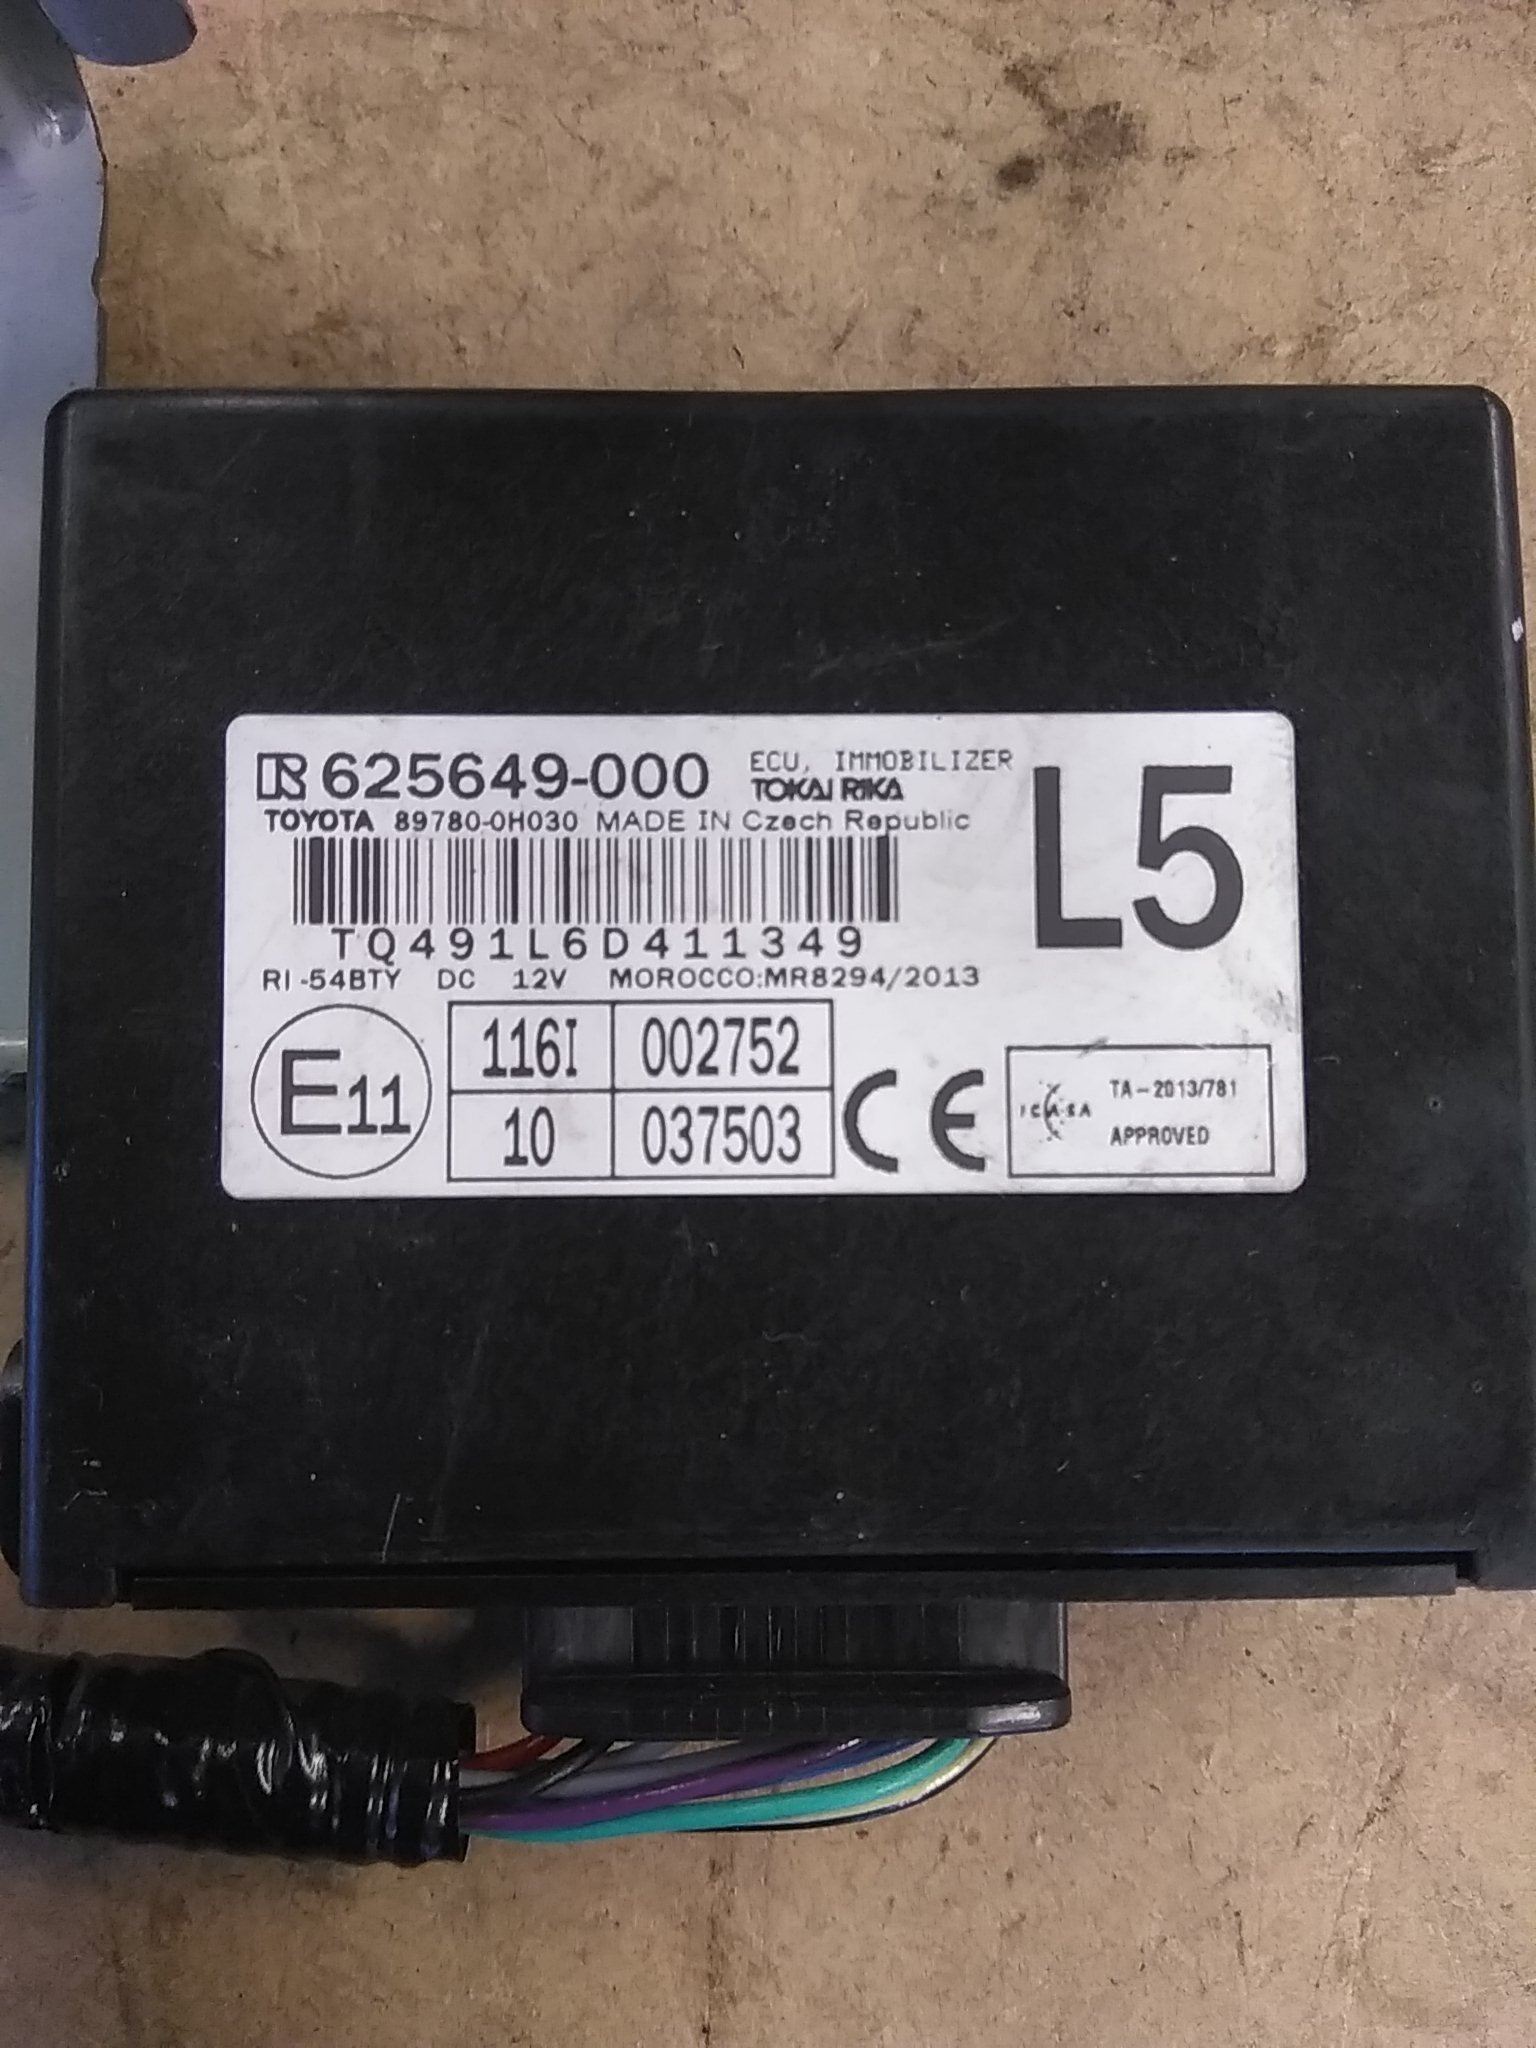 625649-000 ECU, IMMOBILIZER
TOKAI RIKA
TOYOTA 89780-0H030 MADE IN Czech Republic
L5
TQ491L6D411349
RI-54BTY DC 12V MOROCCO:MR8294/2013
E11
116I 002752
10 037503
CE
ICASA
TA-2013/781
APPROVED